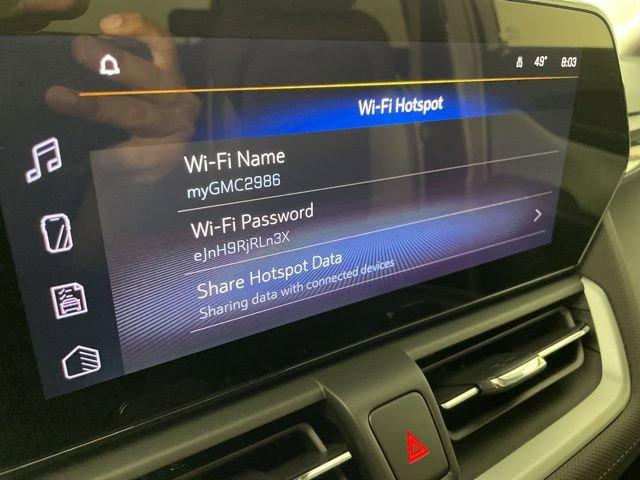 49° 8:03
Wi-Fi Hotspot
Wi-Fi Name
myGMC2986
Wi-Fi Password
eJnH9RjRLn3X
Share Hotspot Data
Sharing data with connected devices